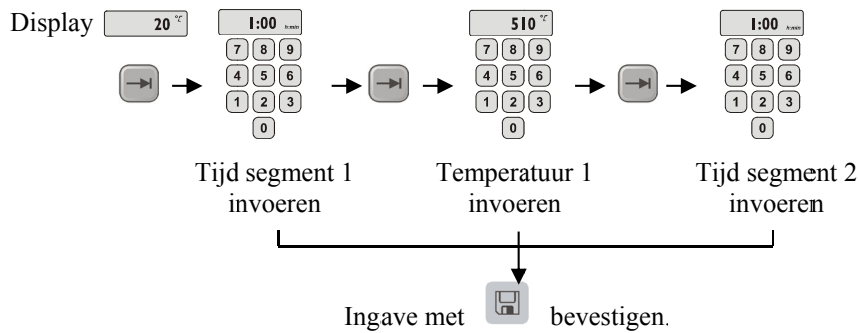 Display 20 °C 1:00 h:min 510 °C 1:00 h:min
7 8 9 7 8 9 7 8 9
4 5 6 4 5 6 4 5 6
1 2 3 1 2 3 1 2 3
0 0 0
Tijd segment 1 Temperatuur 1 Tijd segment 2
invoeren invoeren invoeren
Ingave met bevestigen.